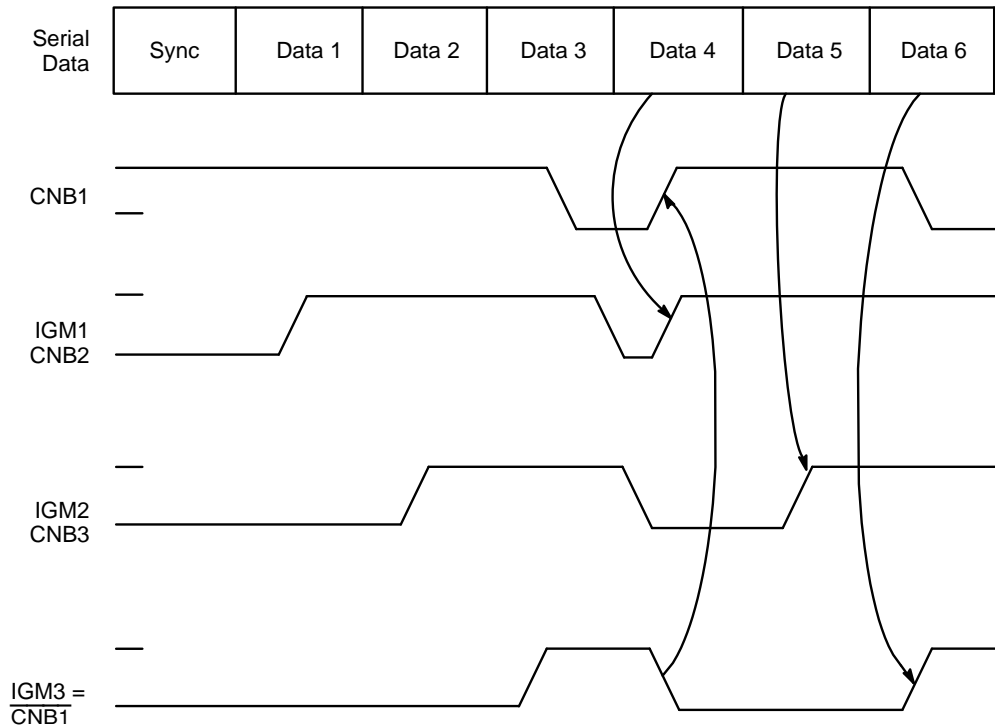 Serial
Data
Sync
Data 1
Data 2
Data 3
Data 4
Data 5
Data 6
CNB1
IGM1
CNB2
IGM2
CNB3
IGM3 =
CNB1